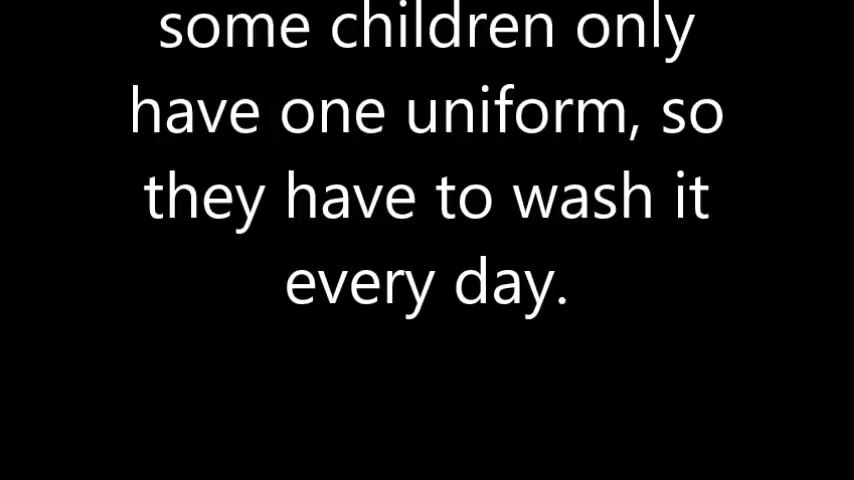 some children only
have one uniform, so
they have to wash it
every day.